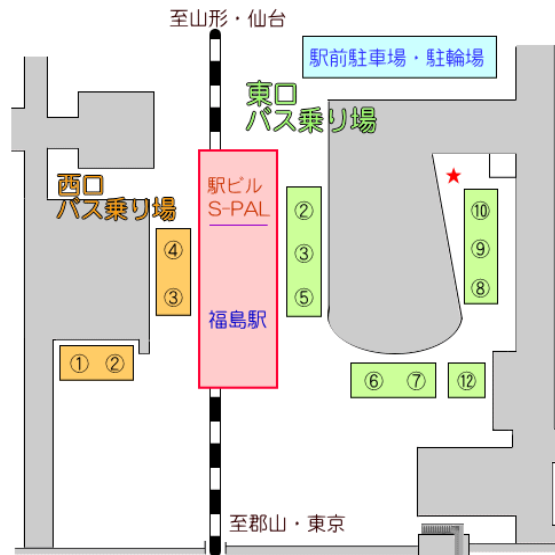 至山形・仙台
駅前駐車場・駐輪場
東口
バス乗り場
西口
バス乗り場
駅ビル
S-PAL
福島駅
④
③
① ②
②
③
⑤
⑩
⑨
⑧
⑥ ⑦
⑫
至郡山・東京